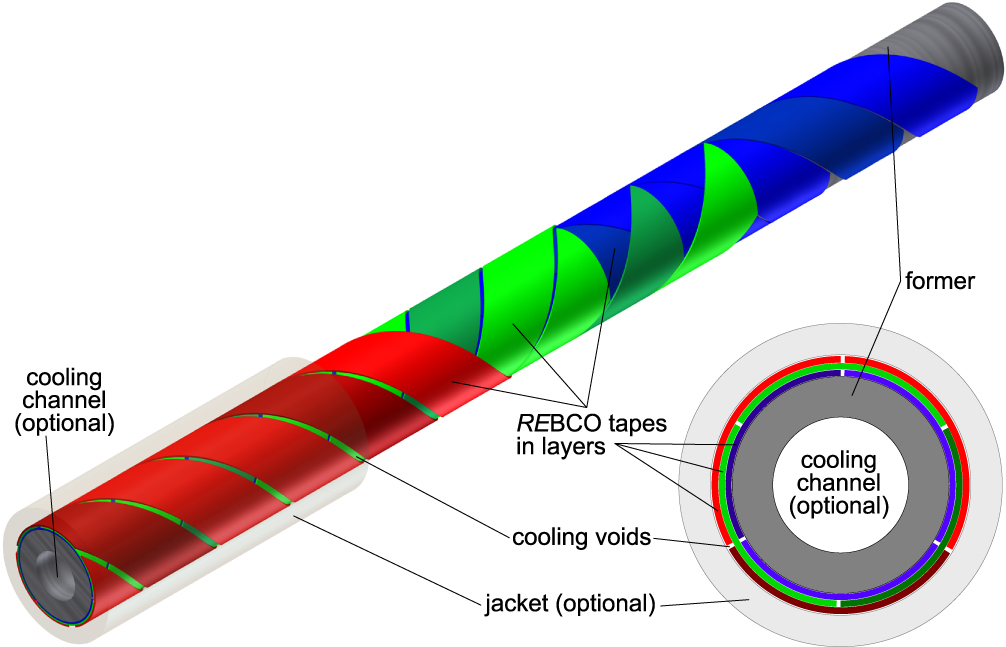 former
cooling
channel
(optional)
REBCO tapes
in layers
cooling
channel
(optional)
cooling voids
jacket (optional)